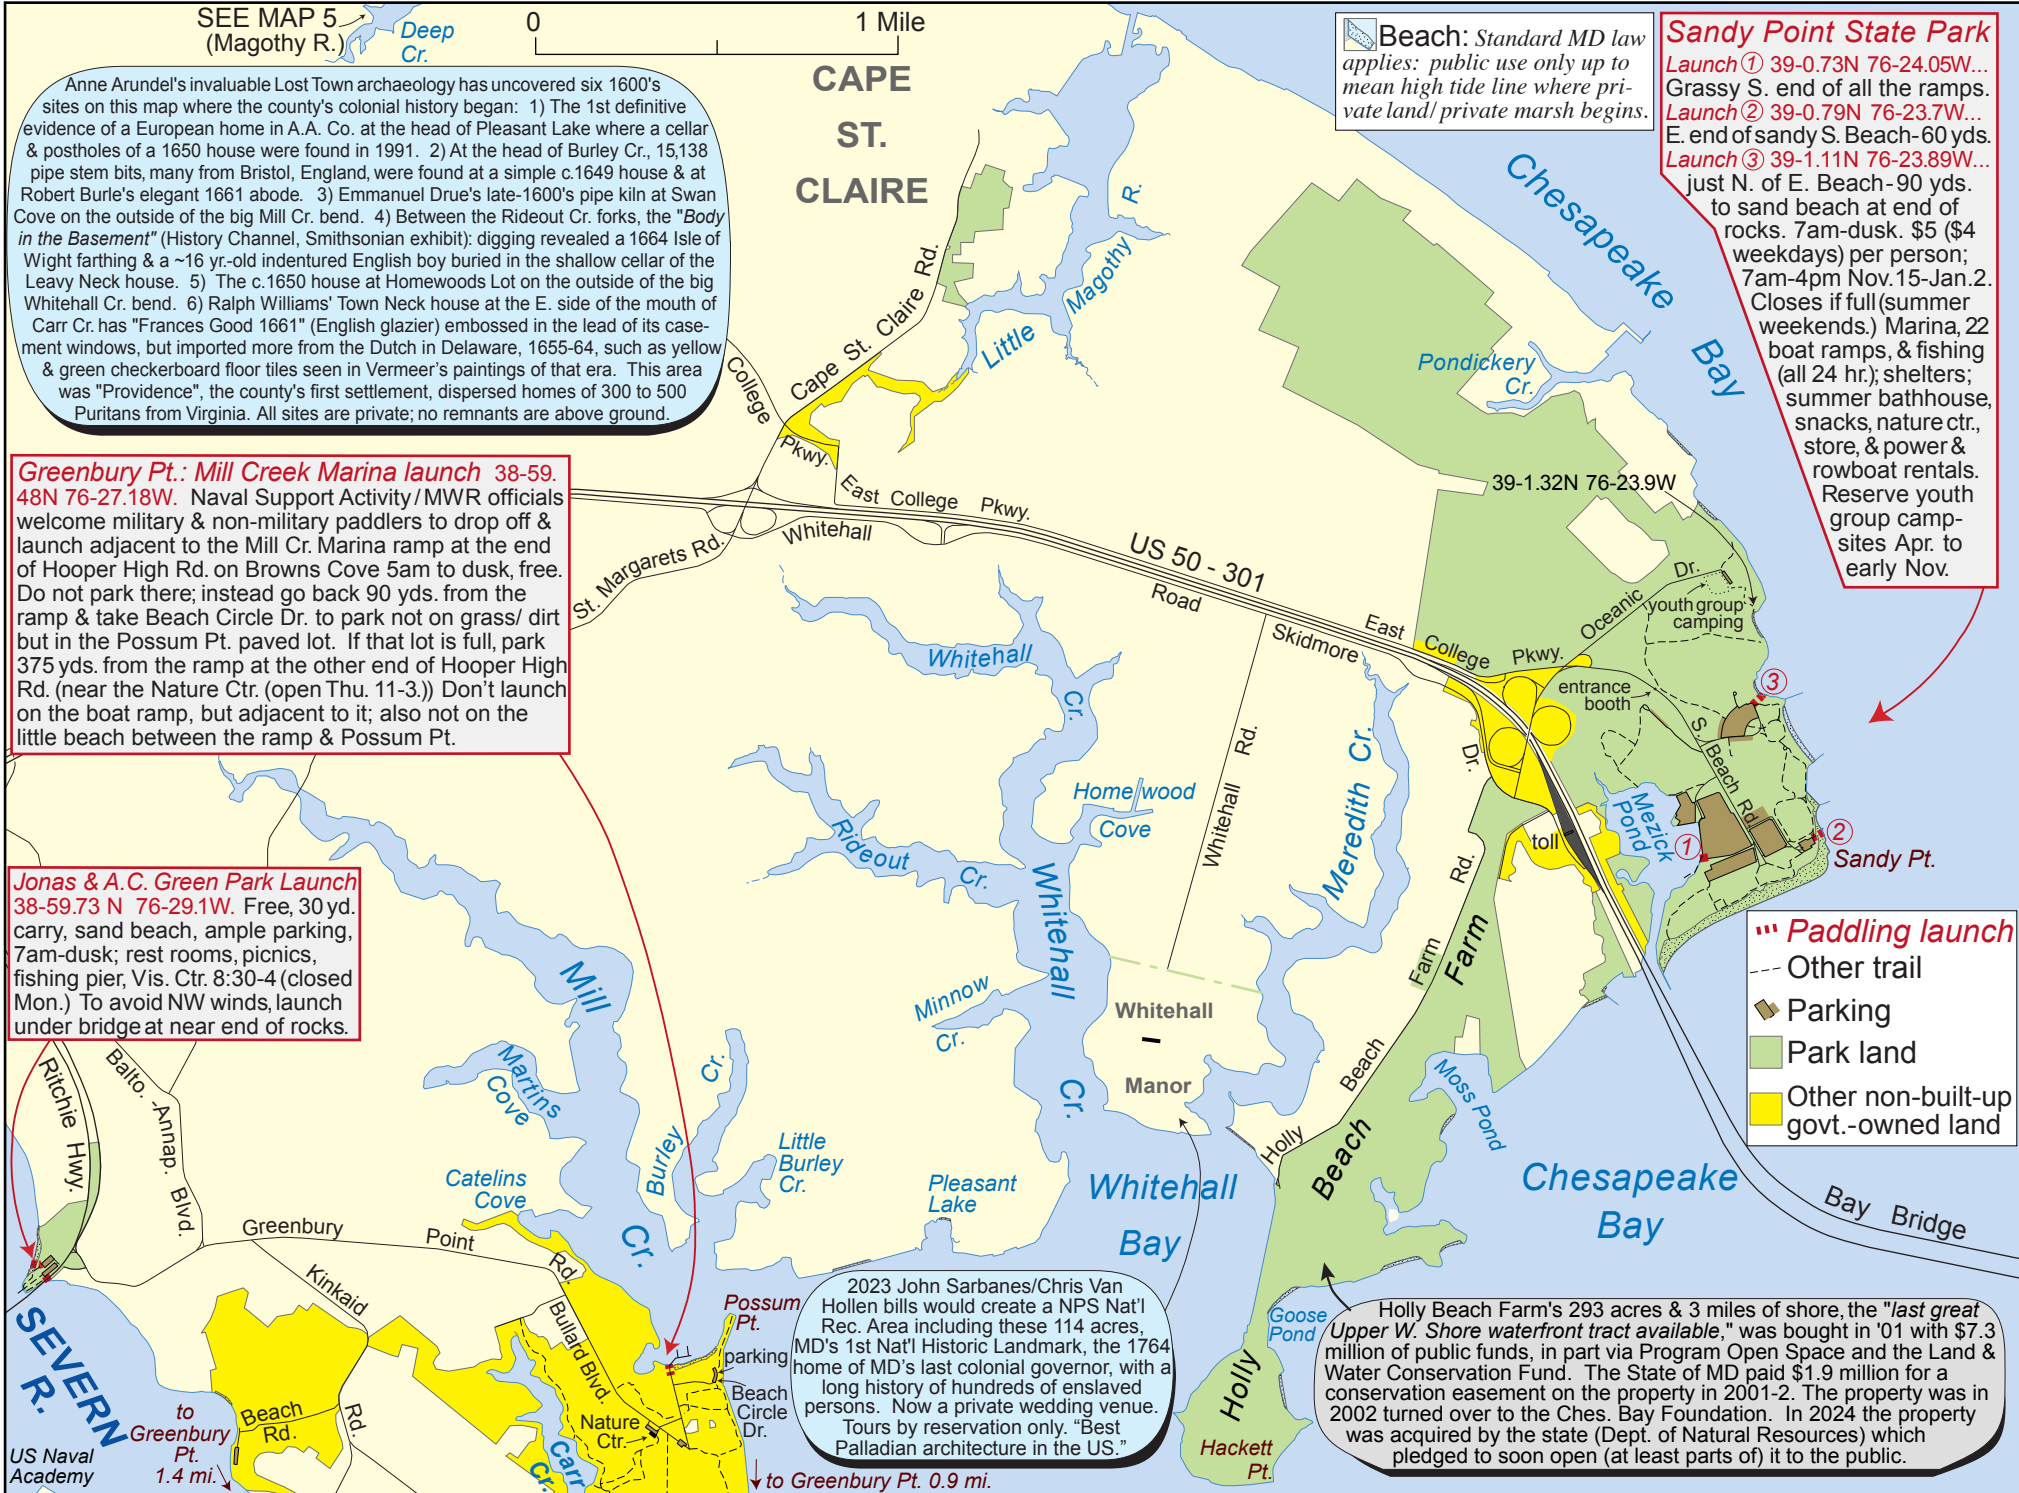 SEE MAP 5
(Magothy R.)
Deep
Cr.
0
1 Mile
CAPE
ST.
CLAIRE
Anne Arundel's invaluable Lost Town archaeology has uncovered six 1600's
sites on this map where the county's colonial history began: 1) The 1st definitive
evidence of a European home in A.A. Co. at the head of Pleasant Lake where a cellar
& postholes of a 1650 house were found in 1991. 2) At the head of Burley Cr., 15,138
pipe stem bits, many from Bristol, England, were found at a simple c.1649 house & at
Robert Burle's elegant 1661 abode. 3) Emmanuel Drue's late-1600's pipe kiln at Swan
Cove on the outside of the big Mill Cr. bend. 4) Between the Rideout Cr. forks, the "Body
in the Basement" (History Channel, Smithsonian exhibit): digging revealed a 1664 Isle of
Wight farthing & a ~16 yr.-old indentured English boy buried in the shallow cellar of the
Leavy Neck house. 5) The c.1650 house at Homewoods Lot on the outside of the big
Whitehall Cr. bend. 6) Ralph Williams' Town Neck house at the E. side of the mouth of
Carr Cr. has "Frances Good 1661" (English glazier) embossed in the lead of its case-
ment windows, but imported more from the Dutch in Delaware, 1655-64, such as yellow
& green checkerboard floor tiles seen in Vermeer's paintings of that era. This area
was "Providence", the county's first settlement, dispersed homes of 300 to 500
Puritans from Virginia. All sites are private; no remnants are above ground.
Beach: Standard MD law
applies: public use only up to
mean high tide line where pri-
vate land/ private marsh begins.
Sandy Point State Park
Launch ① 39-0.73N 76-24.05W...
Grassy S. end of all the ramps.
Launch ② 39-0.79N 76-23.7W...
E. end of sandy S. Beach-60 yds.
Launch ③ 39-1.11N 76-23.89W...
just N. of E. Beach-90 yds.
to sand beach at end of
rocks. 7am-dusk. $5 ($4
weekdays) per person;
7am-4pm Nov.15-Jan.2.
Closes if full (summer
weekends.) Marina, 22
boat ramps, & fishing
(all 24 hr.); shelters;
summer bathhouse,
snacks, nature ctr.,
store, & power &
rowboat rentals.
Reserve youth
group camp-
sites Apr. to
early Nov.
Chesapeake
Bay
Pondickery
Cr.
39-1.32N 76-23.9W
Little
Magothy
R.
Cape St. Claire Rd.
College
Pkwy.
East College Pkwy.
Whitehall
St. Margarets Rd.
US 50 - 301
Road
Skidmore
Dr.
East
College
Pkwy.
Oceanic
Dr.
youth group
camping
entrance
booth
S. Beach Rd.
③
①
②
Mezick
Pond
Sandy Pt.
toll
Greenbury Pt.: Mill Creek Marina launch 38-59.
48N 76-27.18W. Naval Support Activity/MWR officials
welcome military & non-military paddlers to drop off &
launch adjacent to the Mill Cr. Marina ramp at the end
of Hooper High Rd. on Browns Cove 5am to dusk, free.
Do not park there; instead go back 90 yds. from the
ramp & take Beach Circle Dr. to park not on grass/ dirt
but in the Possum Pt. paved lot. If that lot is full, park
375 yds. from the ramp at the other end of Hooper High
Rd. (near the Nature Ctr. (open Thu. 11-3.)) Don't launch
on the boat ramp, but adjacent to it; also not on the
little beach between the ramp & Possum Pt.
Jonas & A.C. Green Park Launch
38-59.73 N 76-29.1W. Free, 30 yd.
carry, sand beach, ample parking,
7am-dusk; rest rooms, picnics,
fishing pier, Vis. Ctr. 8:30-4 (closed
Mon.) To avoid NW winds, launch
under bridge at near end of rocks.
Whitehall
Cr.
Whitehall Rd.
Meredith Cr.
Homewood
Cove
Rideout
Cr.
Whitehall
Cr.
Minnow
Cr.
Whitehall
Manor
Holly
Beach
Farm
Rd.
Holly
Beach
Farm
Moss Pond
Paddling launch
Other trail
Parking
Park land
Other non-built-up
govt.-owned land
Mill
Cr.
Martins
Cove
Burley
Cr.
Little
Burley
Cr.
Catelins
Cove
Pleasant
Lake
Whitehall
Bay
Chesapeake
Bay
Bay Bridge
Ritchie Hwy.
Balto. -Annap. Blvd.
Greenbury
Point
Rd.
Kinkaid
Rd.
Bullard Blvd.
Beach
Rd.
SEVERN
R.
US Naval
Academy
to
Greenbury
Pt.
1.4 mi.
Carr
Cr.
Nature
Ctr.
Possum
Pt.
parking
Beach
Circle
Dr.
to Greenbury Pt. 0.9 mi.
2023 John Sarbanes/Chris Van
Hollen bills would create a NPS Nat'l
Rec. Area including these 114 acres,
MD's 1st Nat'l Historic Landmark, the 1764
home of MD's last colonial governor, with a
long history of hundreds of enslaved
persons. Now a private wedding venue.
Tours by reservation only. “Best
Palladian architecture in the US.”
Goose
Pond
Hackett
Pt.
Holly Beach Farm's 293 acres & 3 miles of shore, the "last great
Upper W. Shore waterfront tract available," was bought in '01 with $7.3
million of public funds, in part via Program Open Space and the Land &
Water Conservation Fund. The State of MD paid $1.9 million for a
conservation easement on the property in 2001-2. The property was in
2002 turned over to the Ches. Bay Foundation. In 2024 the property
was acquired by the state (Dept. of Natural Resources) which
pledged to soon open (at least parts of) it to the public.